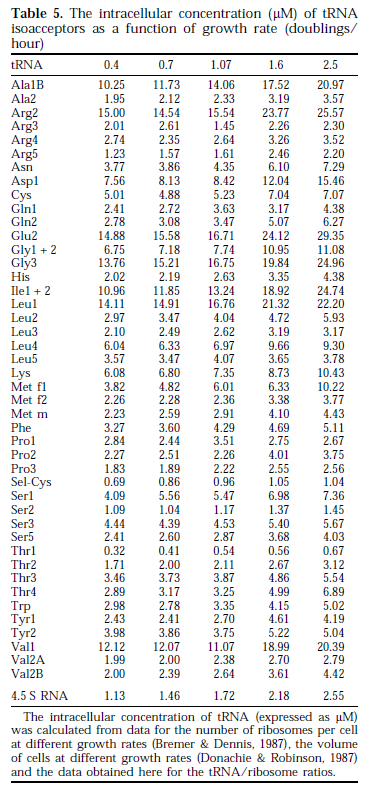 Table 5. The intracellular concentration (μM) of tRNA
isoacceptors as a function of growth rate (doublings/
hour)
tRNA 0.4 0.7 1.07 1.6 2.5
Ala1B 10.25 11.73 14.06 17.52 20.97
Ala2 1.95 2.12 2.33 3.19 3.57
Arg2 15.00 14.54 15.54 23.77 25.57
Arg3 2.01 2.61 1.45 2.26 2.30
Arg4 2.74 2.35 2.64 3.26 3.52
Arg5 1.23 1.57 1.61 2.46 2.20
Asn 3.77 3.86 4.35 6.10 7.29
Asp1 7.56 8.13 8.42 12.04 15.46
Cys 5.01 4.88 5.23 7.04 7.07
Gln1 2.41 2.72 3.63 3.17 4.38
Gln2 2.78 3.08 3.47 5.07 6.27
Glu2 14.88 15.58 16.71 24.12 29.35
Gly1 + 2 6.75 7.18 7.74 10.95 11.08
Gly3 13.76 15.21 16.75 19.84 24.96
His 2.02 2.19 2.63 3.35 4.38
Ile1 + 2 10.96 11.85 13.24 18.92 24.74
Leu1 14.11 14.91 16.76 21.32 22.20
Leu2 2.97 3.47 4.04 4.72 5.93
Leu3 2.10 2.49 2.62 3.19 3.17
Leu4 6.04 6.33 6.97 9.66 9.30
Leu5 3.57 3.47 4.07 3.65 3.78
Lys 6.08 6.80 7.35 8.73 10.43
Met f1 3.82 4.82 6.01 6.33 10.22
Met f2 2.26 2.28 2.36 3.38 3.77
Met m 2.23 2.59 2.91 4.10 4.43
Phe 3.27 3.60 4.29 4.69 5.11
Pro1 2.84 2.44 3.51 2.75 2.67
Pro2 2.27 2.51 2.26 4.01 3.75
Pro3 1.83 1.89 2.22 2.55 2.56
Sel-Cys 0.69 0.86 0.96 1.05 1.04
Ser1 4.09 5.56 5.47 6.98 7.36
Ser2 1.09 1.04 1.17 1.37 1.45
Ser3 4.44 4.39 4.53 5.40 5.67
Ser5 2.41 2.60 2.87 3.68 4.03
Thr1 0.32 0.41 0.54 0.56 0.67
Thr2 1.71 2.00 2.11 2.67 3.12
Thr3 3.46 3.73 3.87 4.86 5.54
Thr4 2.89 3.17 3.25 4.99 6.89
Trp 2.98 2.78 3.35 4.15 5.02
Tyr1 2.43 2.41 2.70 4.61 4.19
Tyr2 3.98 3.86 3.75 5.22 5.04
Val1 12.12 12.07 11.07 18.99 20.39
Val2A 1.99 2.00 2.38 2.70 2.79
Val2B 2.00 2.39 2.64 3.61 4.42
4.5 S RNA 1.13 1.46 1.72 2.18 2.55
The intracellular concentration of tRNA (expressed as μM)
was calculated from data for the number of ribosomes per cell
at different growth rates (Bremer & Dennis, 1987), the volume
of cells at different growth rates (Donachie & Robinson, 1987)
and the data obtained here for the tRNA/ribosome ratios.